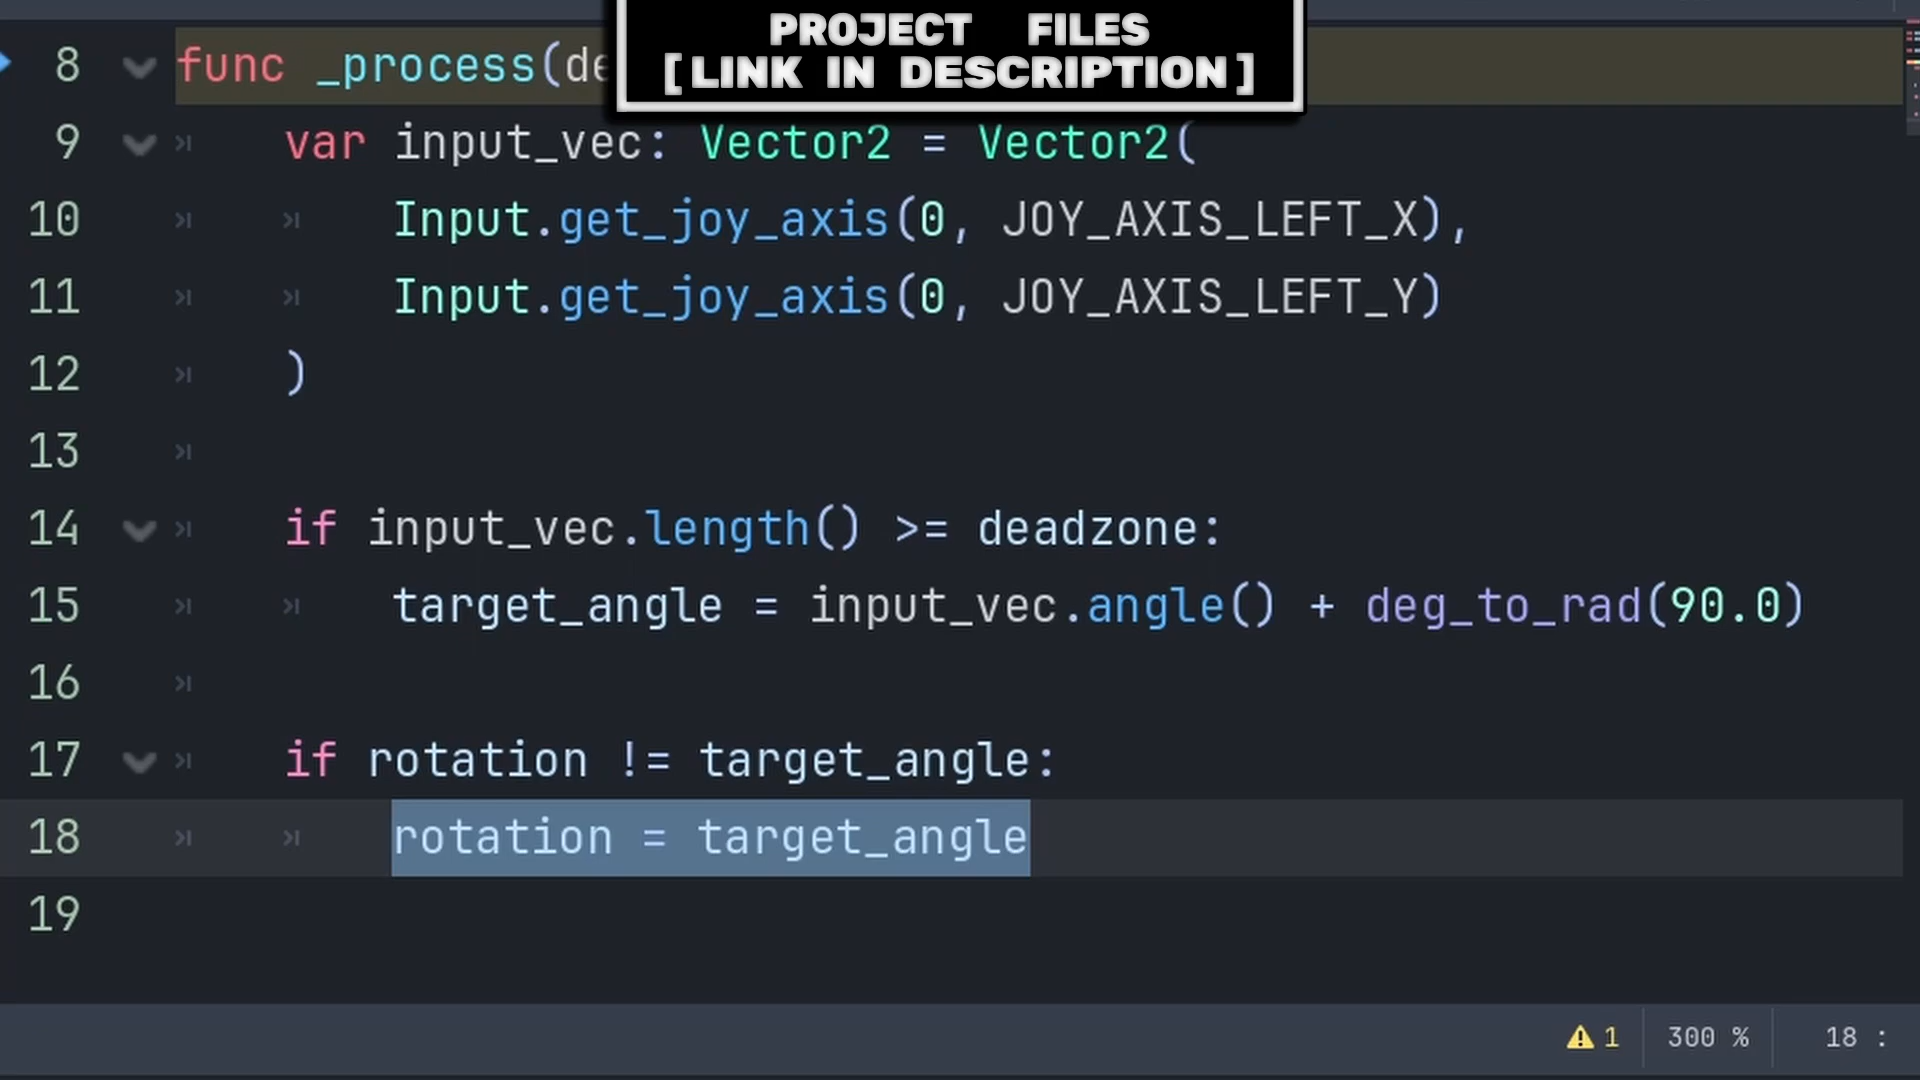 PROJECT FILES
[LINK IN DESCRIPTION]
8 func _process(de
9 var input_vec: Vector2 = Vector2(
10 Input.get_joy_axis(0, JOY_AXIS_LEFT_X),
11 Input.get_joy_axis(0, JOY_AXIS_LEFT_Y)
12 )
13
14 if input_vec.length() >= deadzone:
15 target_angle = input_vec.angle() + deg_to_rad(90.0)
16
17 if rotation != target_angle:
18 rotation = target_angle
19
1 300 % 18 :